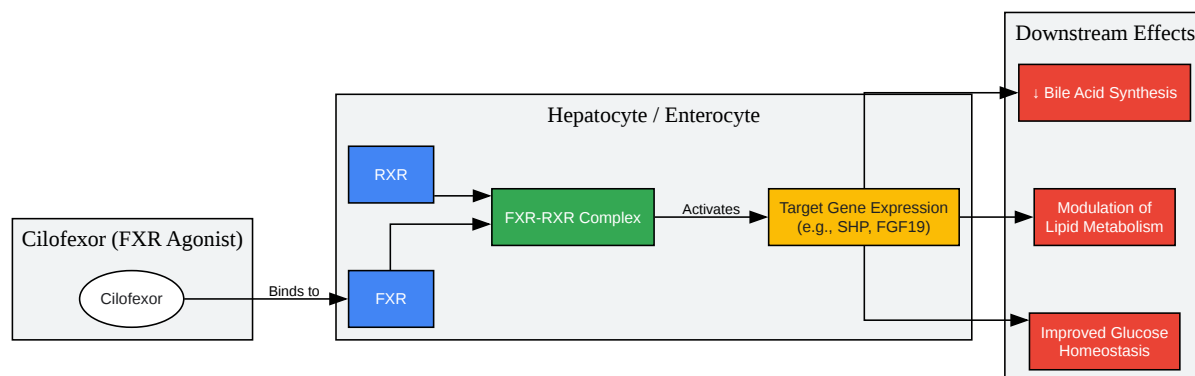 Cilofexor (FXR Agonist)
Cilofexor
Binds to
Hepatocyte / Enterocyte
RXR
FXR
FXR-RXR Complex
Activates
Target Gene Expression
(e.g., SHP, FGF19)
Downstream Effects
↓ Bile Acid Synthesis
Modulation of
Lipid Metabolism
Improved Glucose
Homeostasis